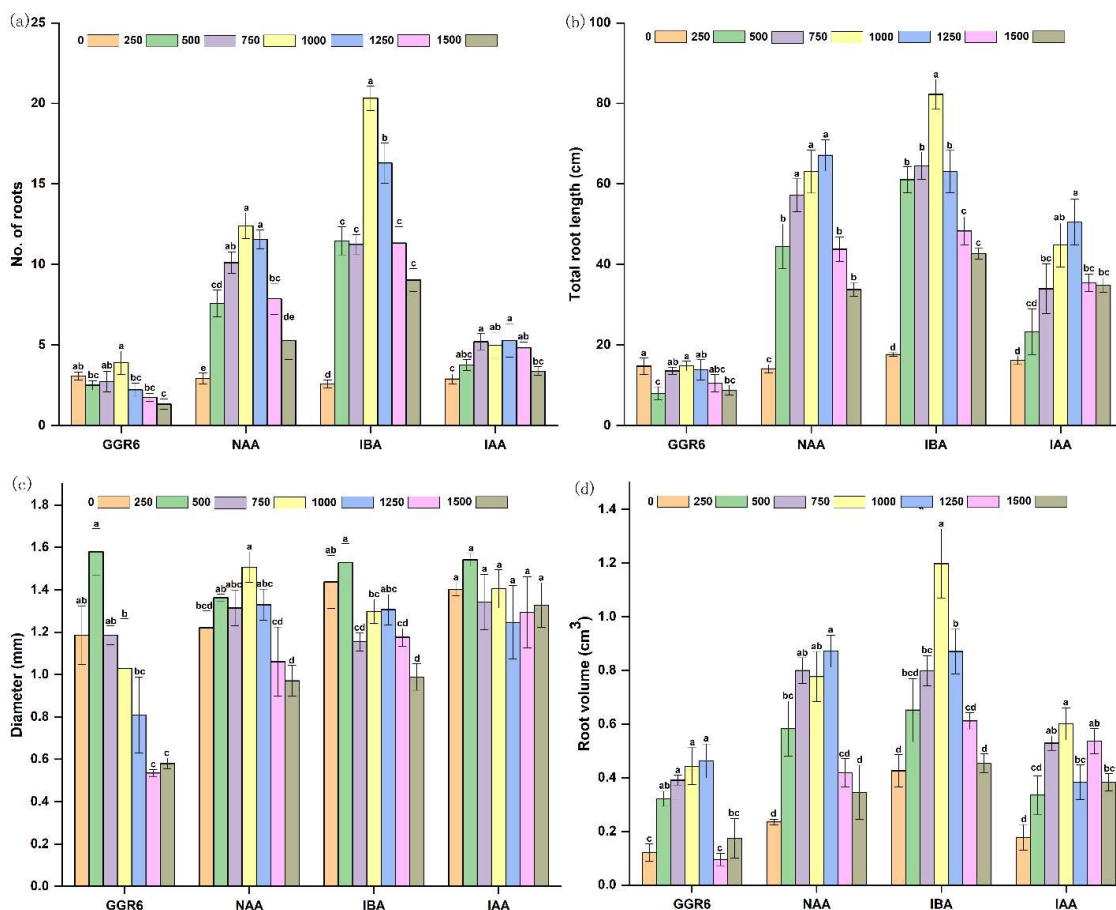 (a)
25
20
15
10
5
0
No. of roots
0 250 500 750 1000 1250 1500
ab bc ab a bc bc c
e cd ab a a bc de
d c c a b c c
c abc a ab a ab bc
GGR6 NAA IBA IAA
(b)
100
80
60
40
20
0
Total root length (cm)
0 250 500 750 1000 1250 1500
a c ab a ab abc bc
c b a a a b b
d b b a b c c
d cd bc ab a bc bc
GGR6 NAA IBA IAA
(c)
1.8
1.6
1.4
1.2
1.0
0.8
0.6
0.4
0.2
0.0
Diameter (mm)
0 250 500 750 1000 1250 1500
ab a ab b bc c c
bcd ab abc a abc cd d
ab a cd bc abc cd d
a a a a a a a
GGR6 NAA IBA IAA
(d)
1.4
1.2
1.0
0.8
0.6
0.4
0.2
0.0
Root volume (cm3)
0 250 500 750 1000 1250 1500
c b a a a c bc
d bc ab ab a cd d
d bcd bc a b cd d
d cd ab a bc ab bc
GGR6 NAA IBA IAA